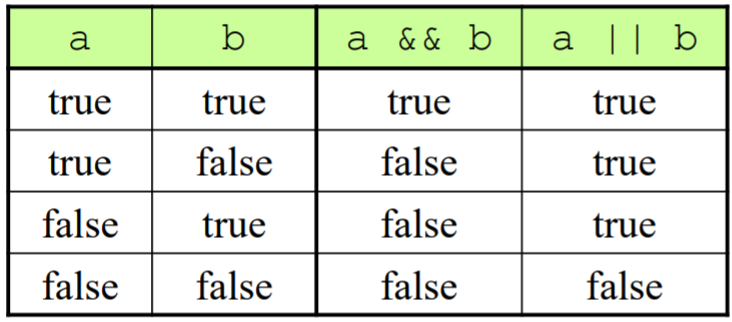 a b a && b a || b
true true true true
true false false true
false true false true
false false false false